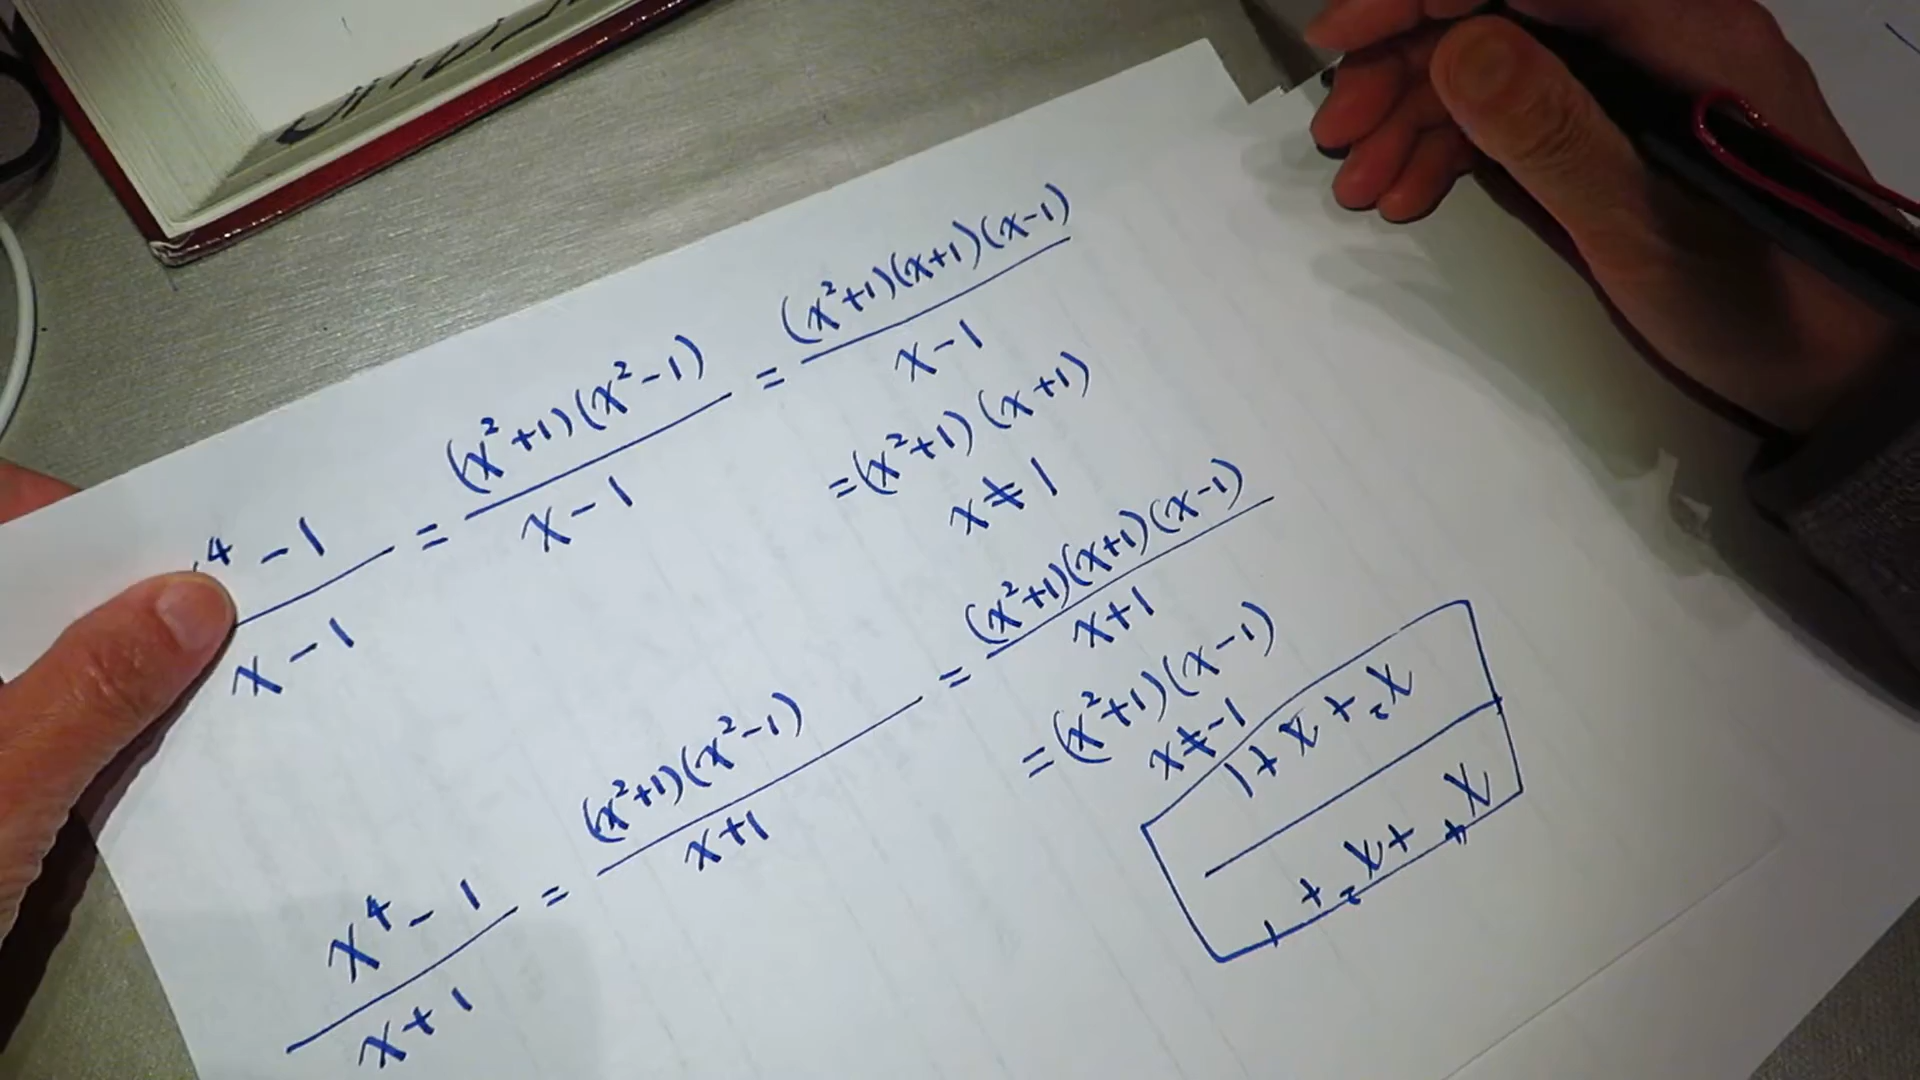 ⁴ - 1 / x - 1 = (x² + 1)(x² - 1) / x - 1 = (x² + 1)(x + 1)(x - 1) / x - 1
= (x² + 1)(x + 1)
x ≠ 1
x⁴ - 1 / x + 1 = (x² + 1)(x² - 1) / x + 1 = (x² + 1)(x + 1)(x - 1) / x + 1
= (x² + 1)(x - 1)
x ≠ -1
x⁴ + x² + 1 / x² + x + 1